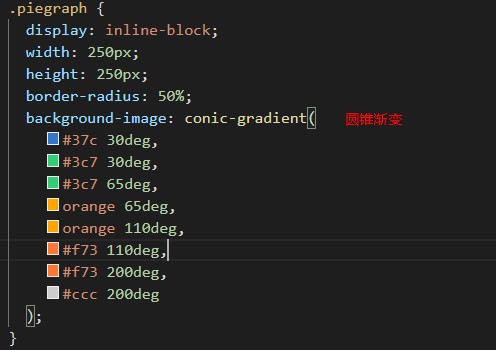 .piegraph {
display: inline-block;
width: 250px;
height: 250px;
border-radius: 50%;
background-image: conic-gradient( 圆锥渐变
#37c 30deg,
#3c7 30deg,
#3c7 65deg,
orange 65deg,
orange 110deg,
#f73 110deg,
#f73 200deg,
#ccc 200deg
);
}